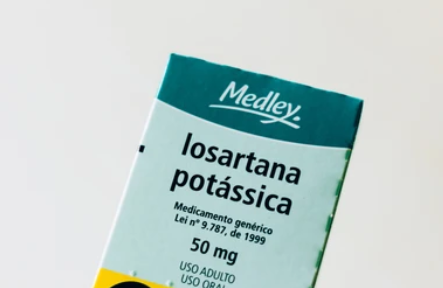 Medley.
losartana
potássica
Medicamento genérico
Lei nº 9.787, de 1999
50 mg
USO ADULTO
USO ORAL